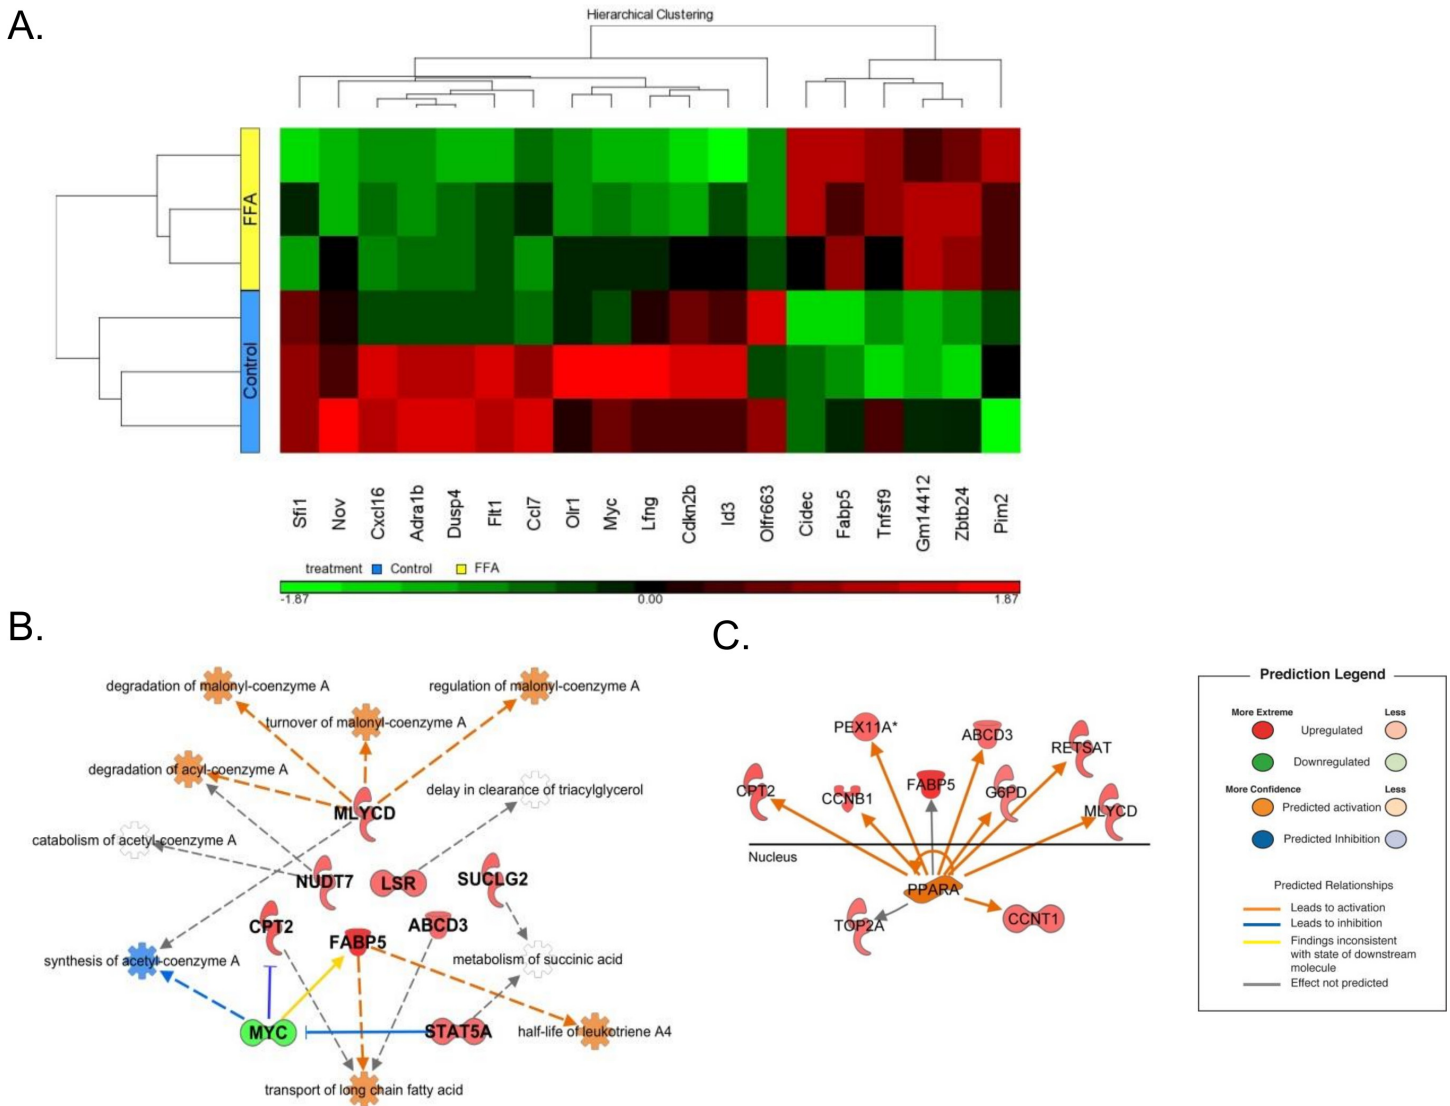 A.
Hierarchical Clustering
FFA
Control
Sfi1
Nov
Cxcl16
Adra1b
Dusp4
Flt1
Ccl7
Olr1
Myc
Lfng
Cdkn2b
Id3
Olfr663
Cidec
Fabp5
Tnfsf9
Gm14412
Zbtb24
Pim2
treatment Control FFA
-1.87 0.00 1.87
B.
degradation of malonyl-coenzyme A
regulation of malonyl-coenzyme A
turnover of malonyl-coenzyme A
degradation of acyl-coenzyme A
delay in clearance of triacylglycerol
MLYCD
catabolism of acetyl-coenzyme A
NUDT7
LSR
SUCLG2
CPT2
FABP5
ABCD3
synthesis of acetyl-coenzyme A
metabolism of succinic acid
MYC
STAT5A
half-life of leukotriene A4
transport of long chain fatty acid
C.
PEX11A*
ABCD3
RETSAT
CPT2
CCNB1
FABP5
G6PD
MLYCD
Nucleus
PPARA
TOP2A
CCNT1
Prediction Legend
More Extreme Less
Upregulated
Downregulated
More Confidence Less
Predicted activation
Predicted Inhibition
Predicted Relationships
Leads to activation
Leads to inhibition
Findings inconsistent
with state of downstream
molecule
Effect not predicted